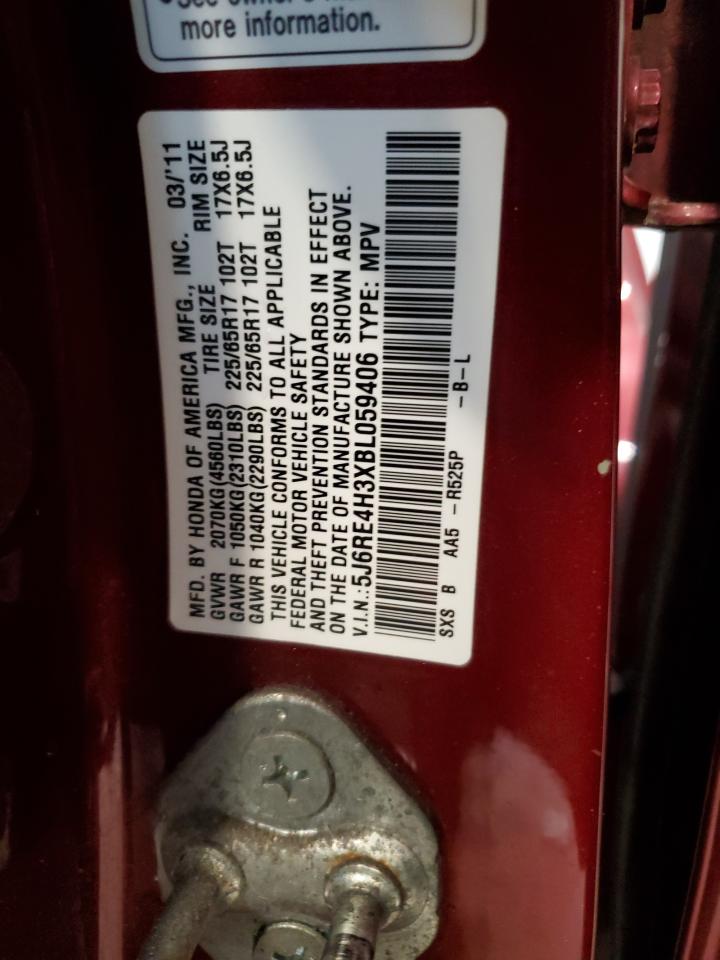 more information.
MFD. BY HONDA OF AMERICA MFG., INC. 03/'11
GVWR 2070KG(4560LBS) TIRE SIZE RIM SIZE
GAWR F 1050KG(2310LBS) 225/65R17 102T 17X6.5J
GAWR R 1040KG(2290LBS) 225/65R17 102T 17X6.5J
THIS VEHICLE CONFORMS TO ALL APPLICABLE
FEDERAL MOTOR VEHICLE SAFETY
AND THEFT PREVENTION STANDARDS IN EFFECT
ON THE DATE OF MANUFACTURE SHOWN ABOVE.
V.I.N.:5J6RE4H3XBL059406 TYPE: MPV
SXS B AA5 -R525P -B-L